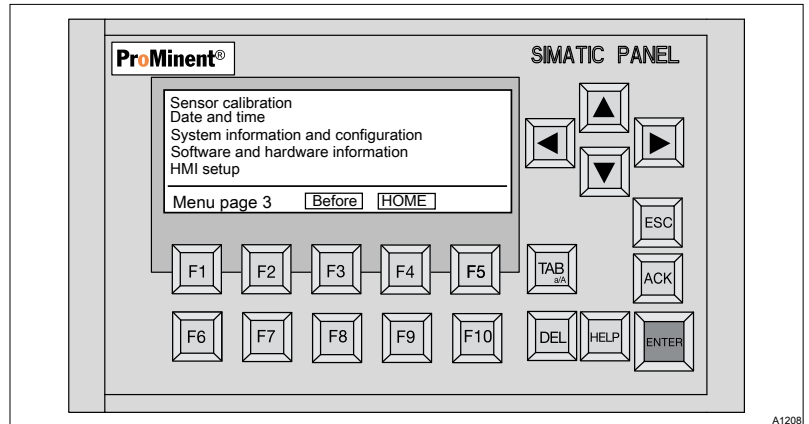 ProMinent®
SIMATIC PANEL
Sensor calibration
Date and time
System information and configuration
Software and hardware information
HMI setup
Menu page 3 Before HOME
ESC
F1 F2 F3 F4 F5 TAB a/A ACK
F6 F7 F8 F9 F10 DEL HELP ENTER
A1208